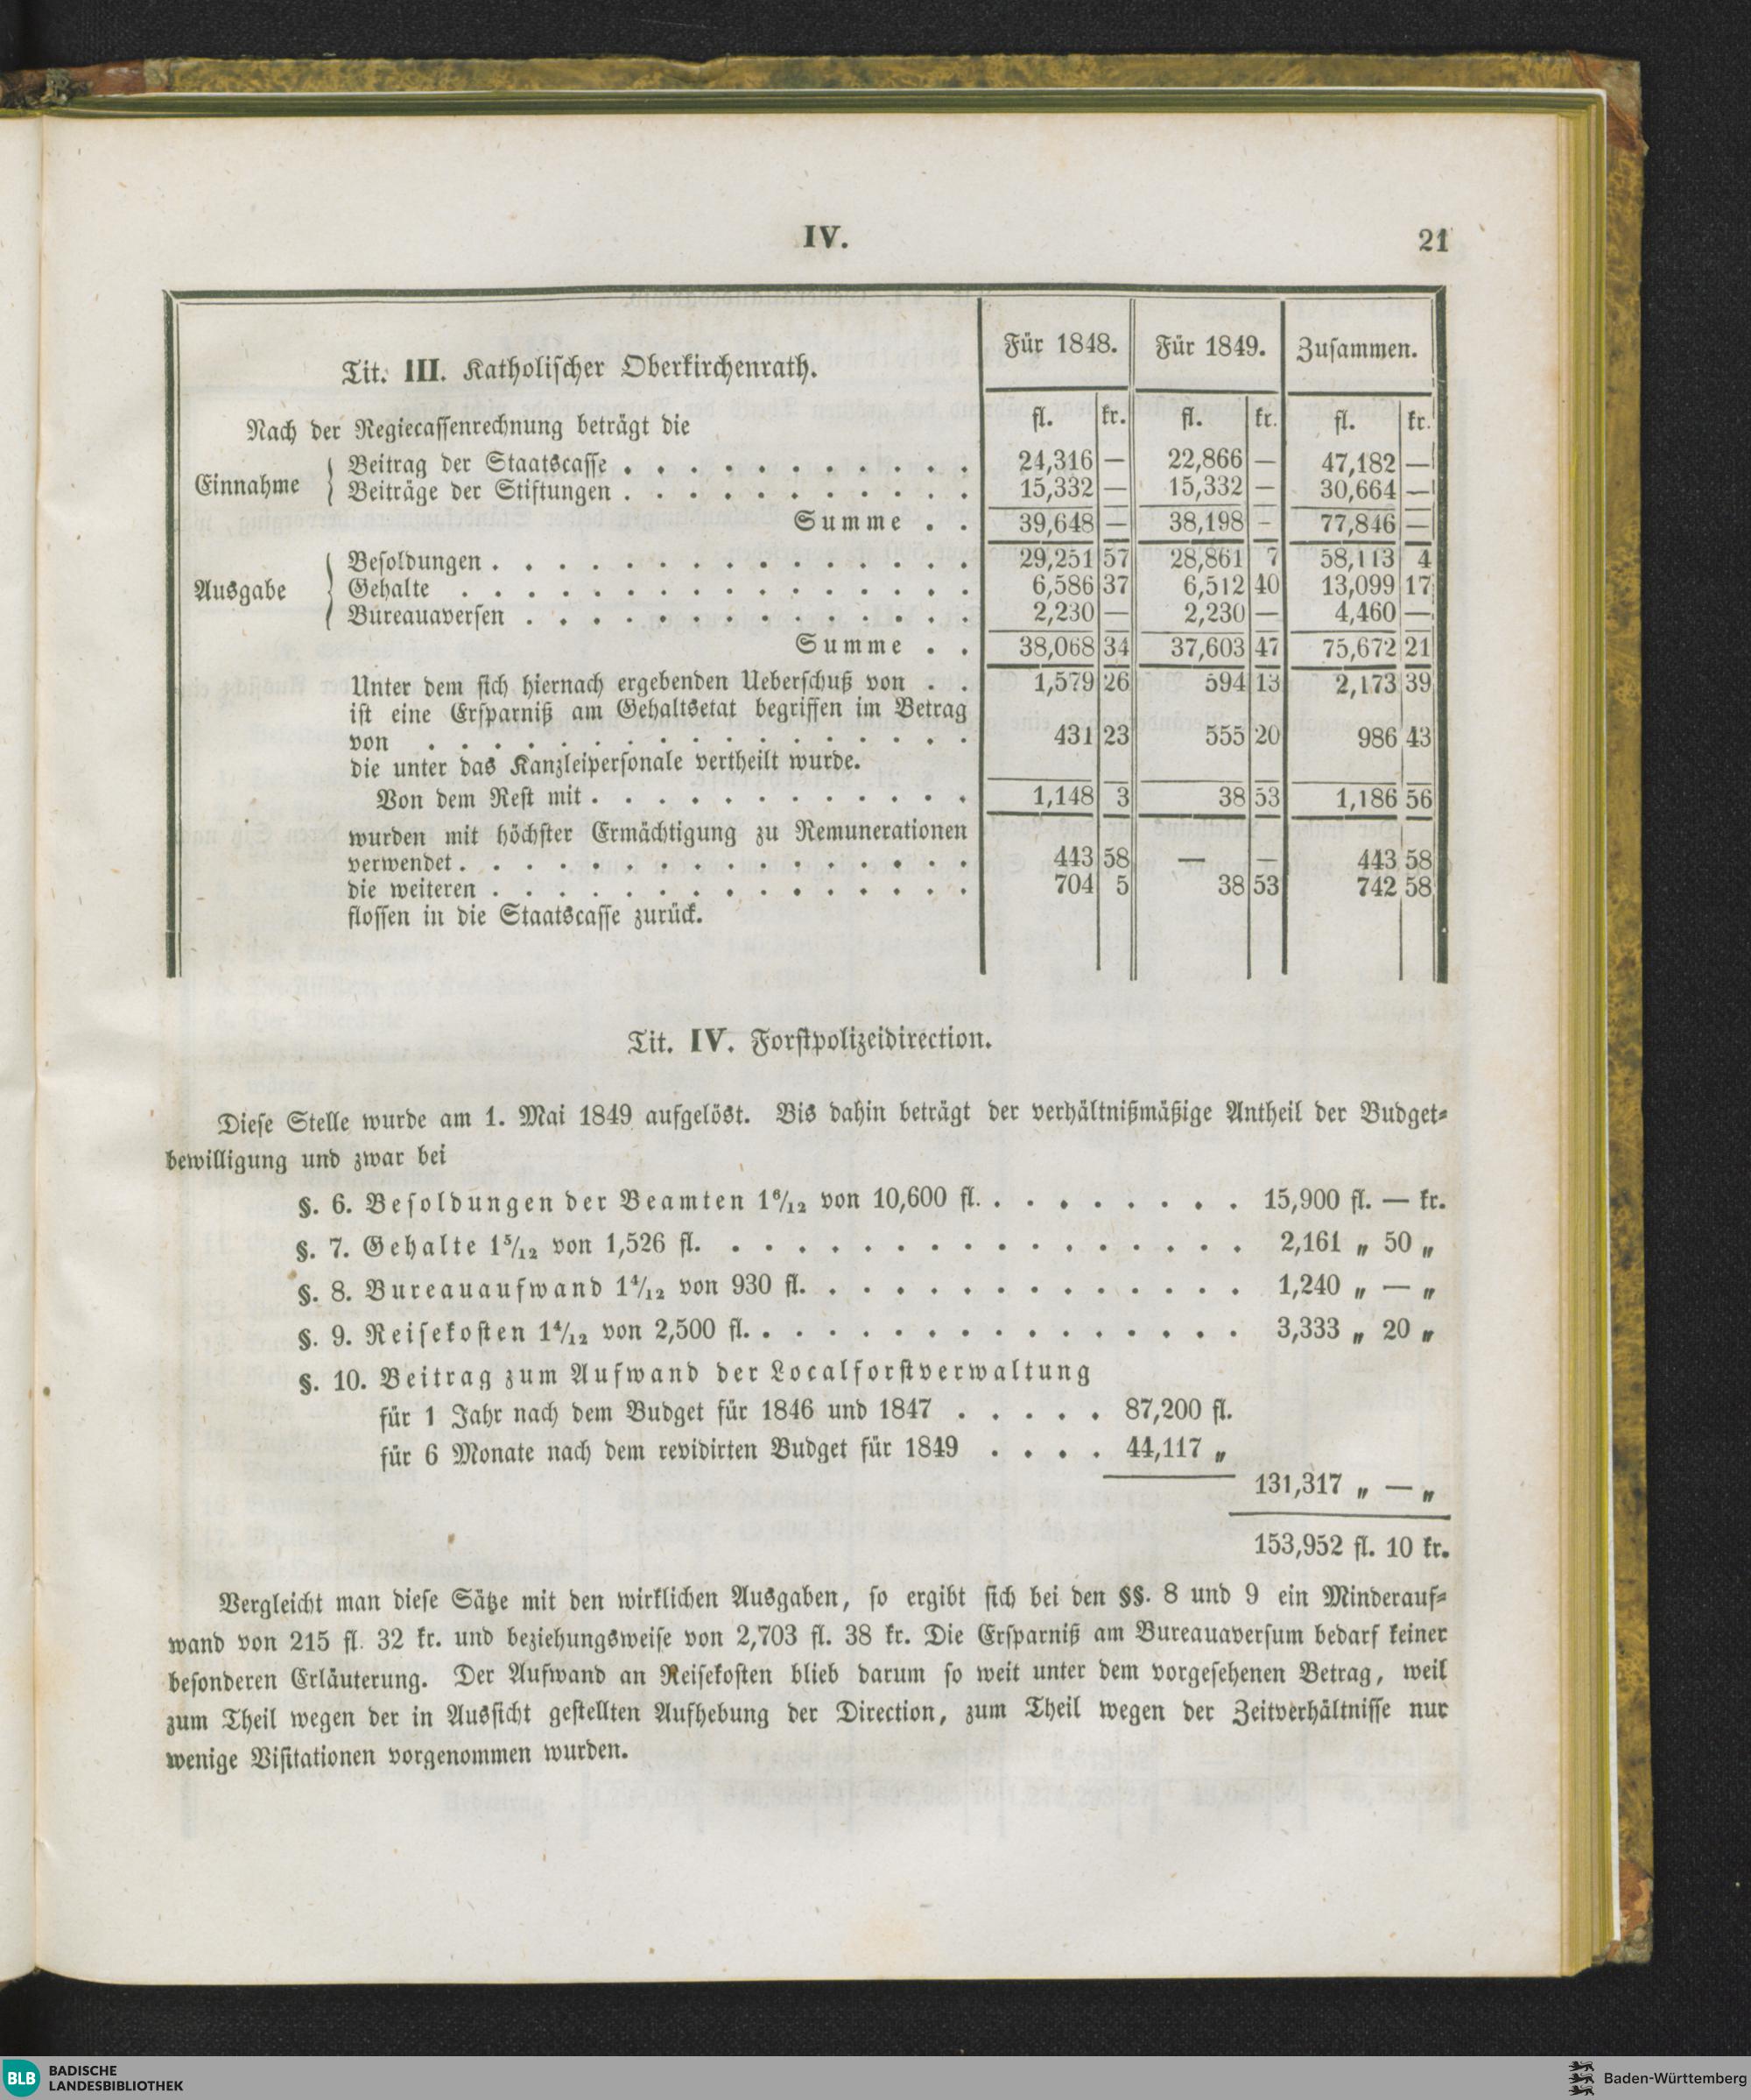 IV.
21
Tit. III. Katholischer Oberkirchenrath.
Für 1848. Für 1849. Zusammen.
fl. kr. fl. kr. fl. kr.
Nach der Regiecassenrechnung beträgt die
Einnahme
Beitrag der Staatscasse . . . . . . . . . . . 24,316 — 22,866 — 47,182 —
Beiträge der Stiftungen . . . . . . . . . . . 15,332 — 15,332 — 30,664 —
Summe . . 39,648 — 38,198 — 77,846 —
Ausgabe
Besoldungen . . . . . . . . . . . . . . . 29,251 57 28,861 7 58,113 4
Gehalte . . . . . . . . . . . . . . . . 6,586 37 6,512 40 13,099 17
Büreauaversen . . . . . . . . . . . . . . 2,230 — 2,230 — 4,460 —
Summe . . 38,068 34 37,603 47 75,672 21
Unter dem sich hiernach ergebenden Ueberschuß von . . 1,579 26 594 13 2,173 39
ist eine Ersparniß am Gehaltsetat begriffen im Betrag
von . . . . . . . . . . . . . . . . . 431 23 555 20 986 43
die unter das Kanzleipersonale vertheilt wurde.
Von dem Rest mit . . . . . . . . . . . . 1,148 3 38 53 1,186 56
wurden mit höchster Ermächtigung zu Remunerationen
verwendet . . . . . . . . . . . . . . . . 443 58 — — 443 58
die weiteren . . . . . . . . . . . . . . . 704 5 38 53 742 58
flossen in die Staatscasse zurück.
Tit. IV. Forstpolizeidirection.
Diese Stelle wurde am 1. Mai 1849 aufgelöst. Bis dahin beträgt der verhältnißmäßige Antheil der Budget-
bewilligung und zwar bei
§. 6. Besoldungen der Beamten 1⁶/₁₂ von 10,600 fl. . . . . . . . . 15,900 fl. — kr.
§. 7. Gehalte 1⁵/₁₂ von 1,526 fl. . . . . . . . . . . . . . . . . 2,161 „ 50 „
§. 8. Bureauaufwand 1⁴/₁₂ von 930 fl. . . . . . . . . . . . . . . 1,240 „ — „
§. 9. Reisekosten 1⁴/₁₂ von 2,500 fl. . . . . . . . . . . . . . . . 3,333 „ 20 „
§. 10. Beitrag zum Aufwand der Localforstverwaltung
für 1 Jahr nach dem Budget für 1846 und 1847 . . . . . 87,200 fl.
für 6 Monate nach dem revidirten Budget für 1849 . . . . 44,117 „
131,317 „ — „
153,952 fl. 10 kr.
Vergleicht man diese Sätze mit den wirklichen Ausgaben, so ergibt sich bei den §§. 8 und 9 ein Minderauf-
wand von 215 fl. 32 kr. und beziehungsweise von 2,703 fl. 38 kr. Die Ersparniß am Bureauaversum bedarf keiner
besonderen Erläuterung. Der Aufwand an Reisekosten blieb darum so weit unter dem vorgesehenen Betrag, weil
zum Theil wegen der in Aussicht gestellten Aufhebung der Direction, zum Theil wegen der Zeitverhältnisse nur
wenige Visitationen vorgenommen wurden.
BLB BADISCHE
LANDESBIBLIOTHEK
Baden-Württemberg